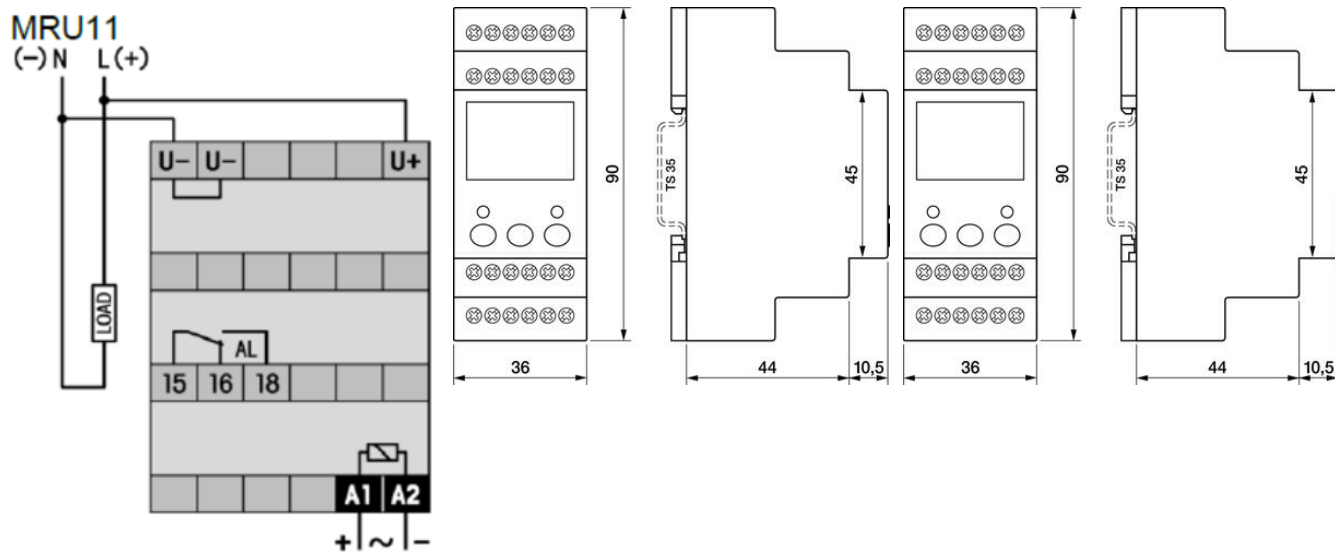 MRU11
(–) N L (+)
U– U– U+
LOAD
AL
15 16 18
A1 A2
+ ~ –
90
36
TS 35
45
44 10,5
90
36
TS 35
45
44 10,5